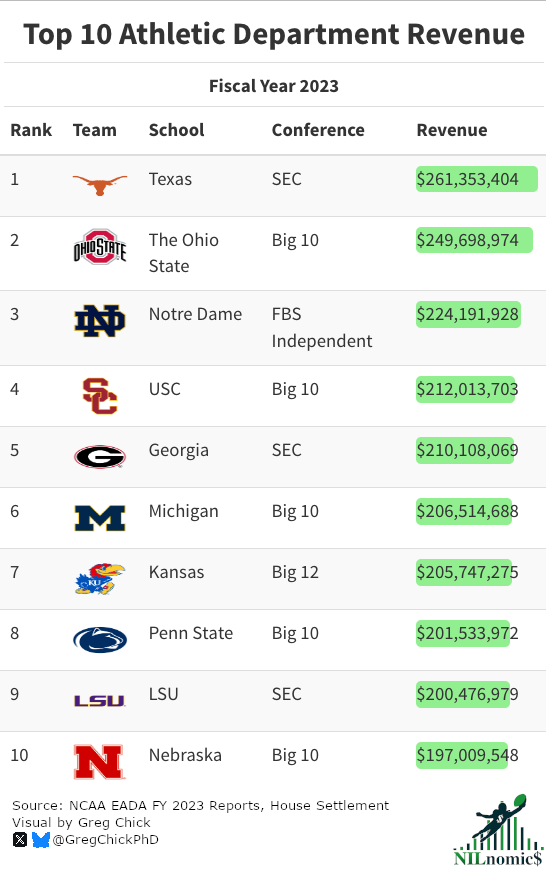 Top 10 Athletic Department Revenue
Fiscal Year 2023
Rank Team School Conference Revenue
1 Texas SEC $261,353,404
2 OHIO STATE The Ohio State Big 10 $249,698,974
3 ND Notre Dame FBS Independent $224,191,928
4 SC USC Big 10 $212,013,703
5 G Georgia SEC $210,108,069
6 M Michigan Big 10 $206,514,688
7 KU Kansas Big 12 $205,747,275
8 Penn State Big 10 $201,533,972
9 LSU LSU SEC $200,476,979
10 N Nebraska Big 10 $197,009,548
Source: NCAA EADA FY 2023 Reports, House Settlement
Visual by Greg Chick
X @GregChickPhD
NILnomic$